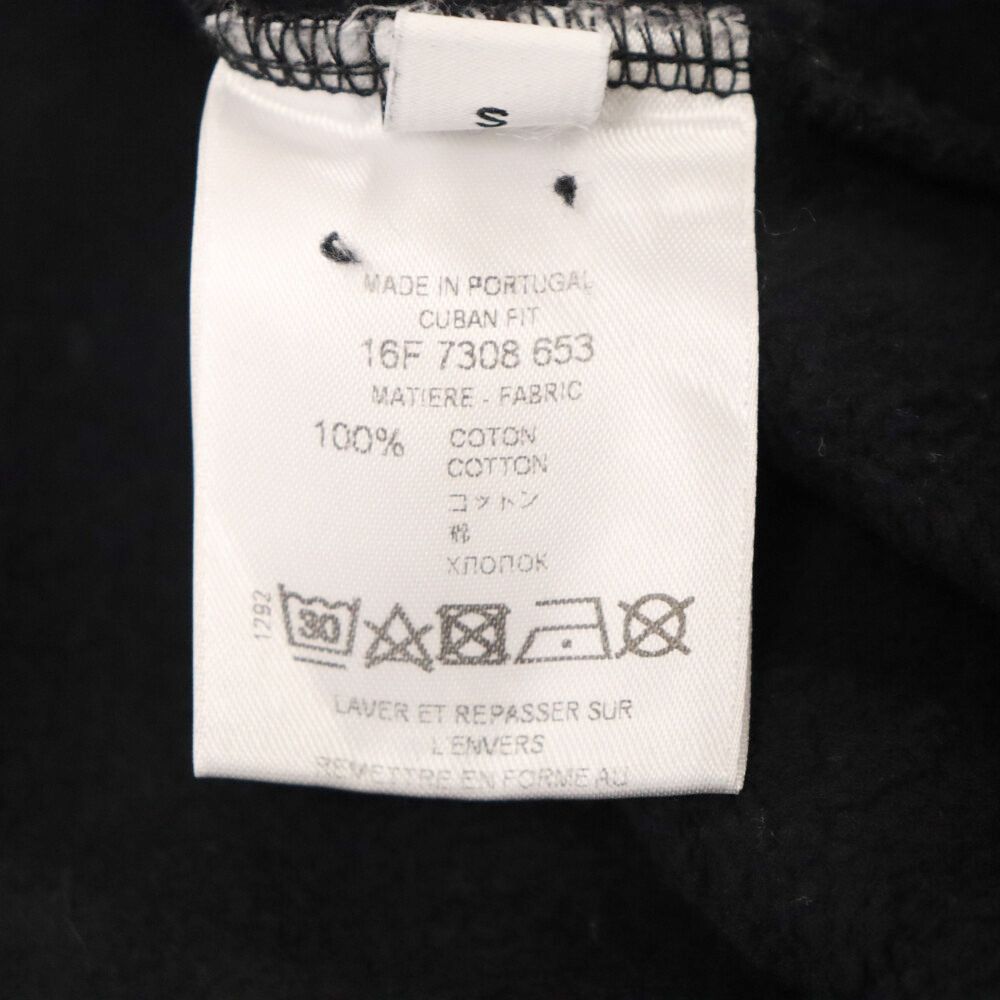 S
MADE IN PORTUGAL
CUBAN FIT
16F 7308 653
MATIERE - FABRIC
100% COTON
COTTON
コットン
棉
ХЛОПОК
1292
30
LAVER ET REPASSER SUR
L'ENVERS
REMETTRE EN FORME AU